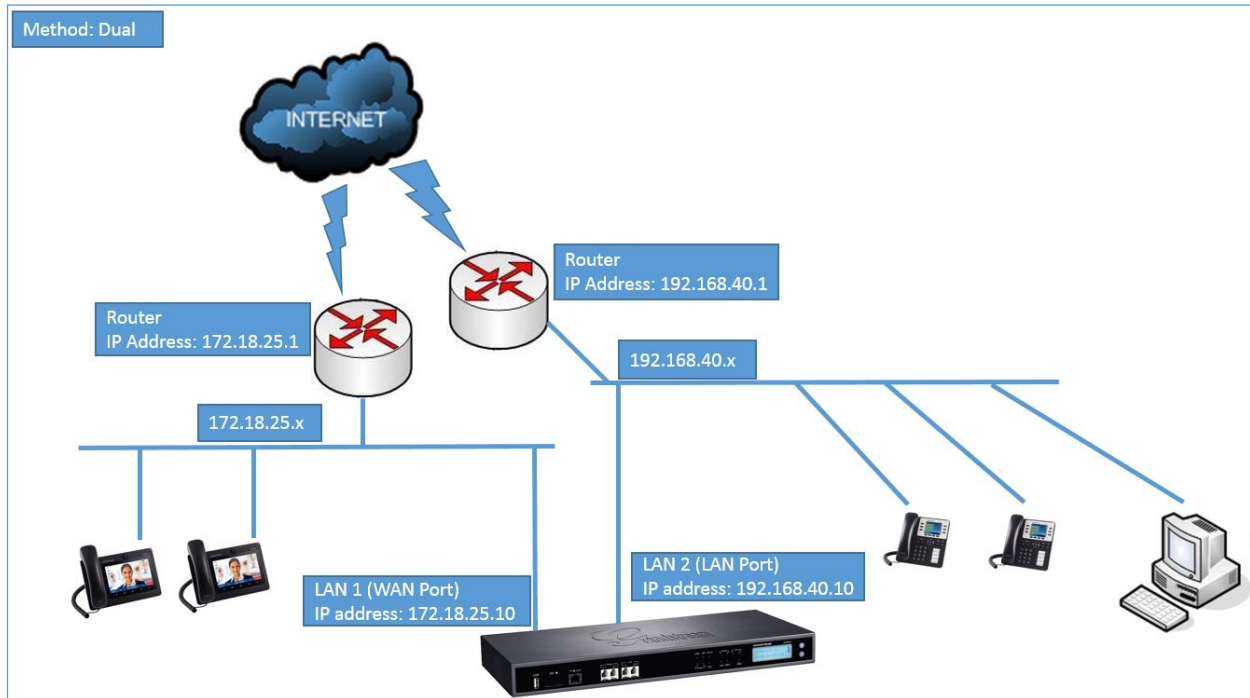 Method: Dual
INTERNET
Router
IP Address: 192.168.40.1
Router
IP Address: 172.18.25.1
192.168.40.x
172.18.25.x
LAN 1 (WAN Port)
IP address: 172.18.25.10
LAN 2 (LAN Port)
IP address: 192.168.40.10
Grandstream